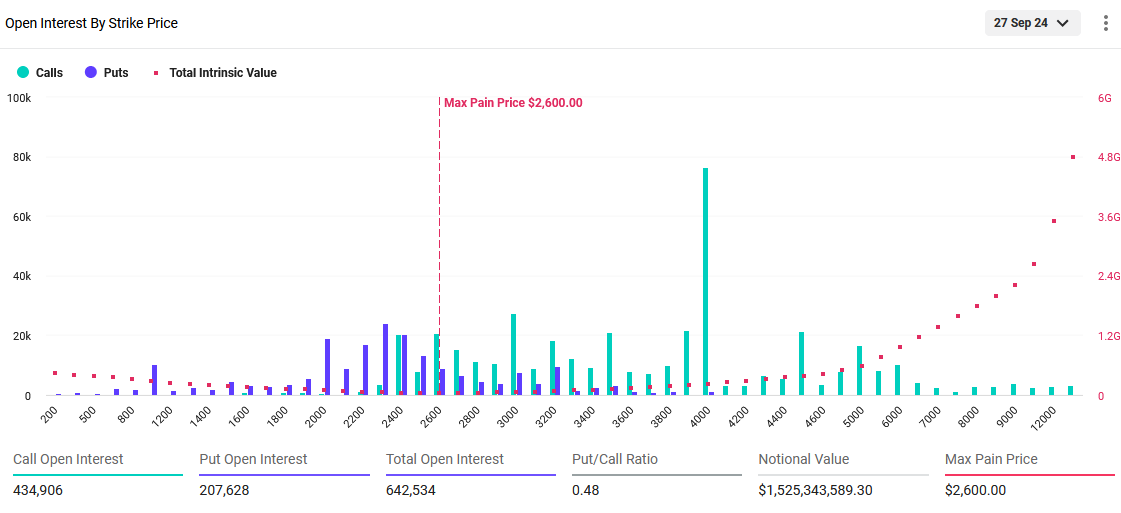 Open Interest By Strike Price
27 Sep 24
Calls
Puts
Total Intrinsic Value
100k
80k
60k
40k
20k
0
Max Pain Price $2,600.00
6G
4.8G
3.6G
2.4G
1.2G
0
200
500
800
1200
1400
1600
1800
2000
2200
2400
2600
2800
3000
3200
3400
3600
3800
4000
4200
4400
4600
5000
6000
7000
8000
9000
12000
Call Open Interest
434,906
Put Open Interest
207,628
Total Open Interest
642,534
Put/Call Ratio
0.48
Notional Value
$1,525,343,589.30
Max Pain Price
$2,600.00